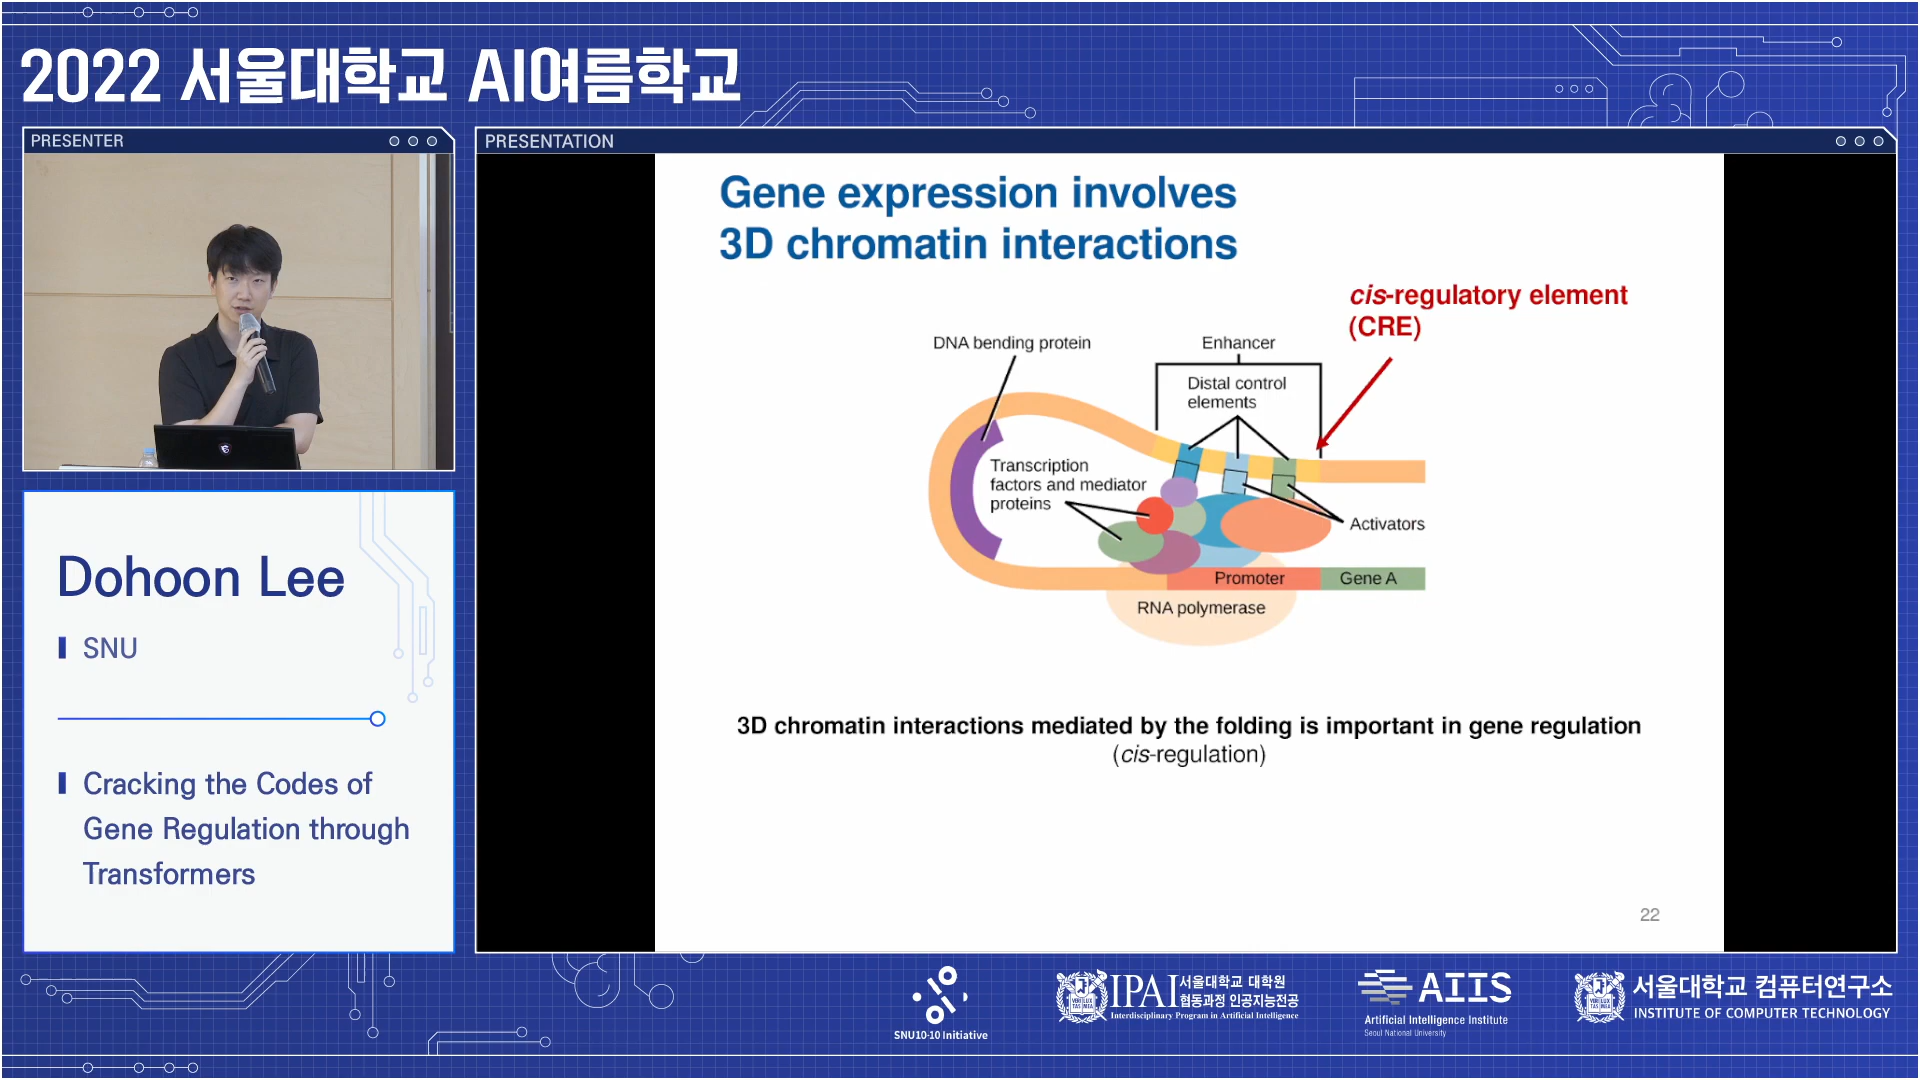 2022 서울대학교 AI여름학교
PRESENTER
PRESENTATION
Gene expression involves
3D chromatin interactions
cis-regulatory element
(CRE)
DNA bending protein
Enhancer
Distal control
elements
Transcription
factors and mediator
proteins
Activators
Promoter
Gene A
RNA polymerase
3D chromatin interactions mediated by the folding is important in gene regulation
(cis-regulation)
22
Dohoon Lee
SNU
Cracking the Codes of
Gene Regulation through
Transformers
SNU10·10 Initiative
IPAI
서울대학교 대학원
협동과정 인공지능전공
Interdisciplinary Program in Artificial Intelligence
AIIS
Artificial Intelligence Institute
Seoul National University
서울대학교 컴퓨터연구소
INSTITUTE OF COMPUTER TECHNOLOGY